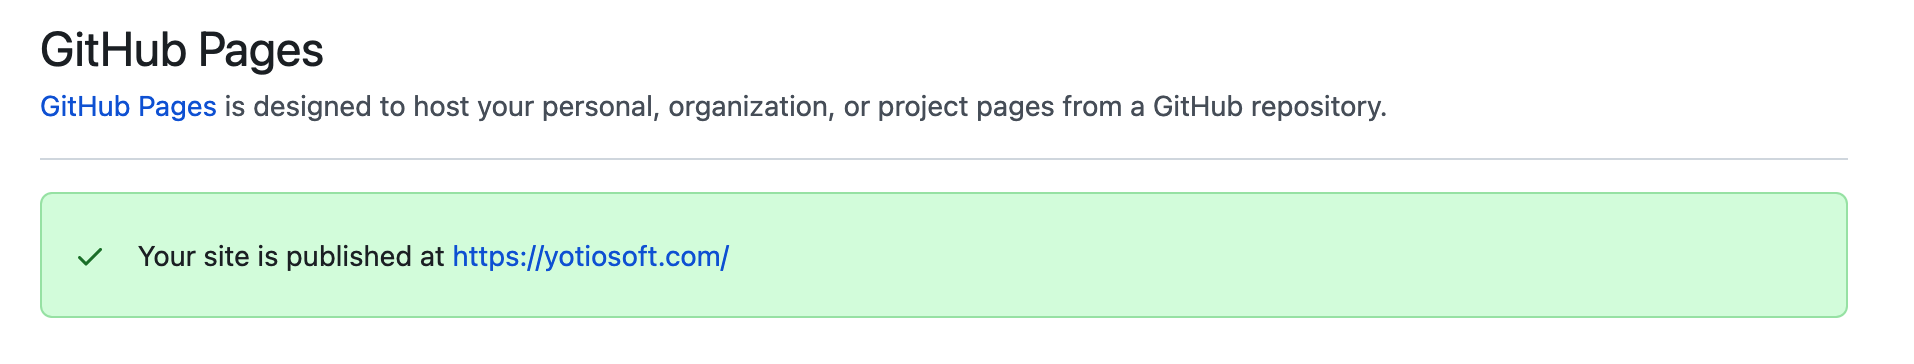 GitHub Pages
GitHub Pages is designed to host your personal, organization, or project pages from a GitHub repository.
Your site is published at https://yotiosoft.com/